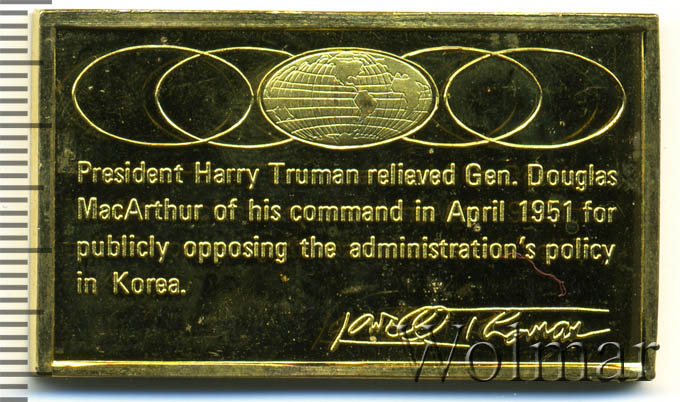 President Harry Truman relieved Gen. Douglas
MacArthur of his command in April 1951 for
publicly opposing the administration's policy
in Korea.
Wolmar